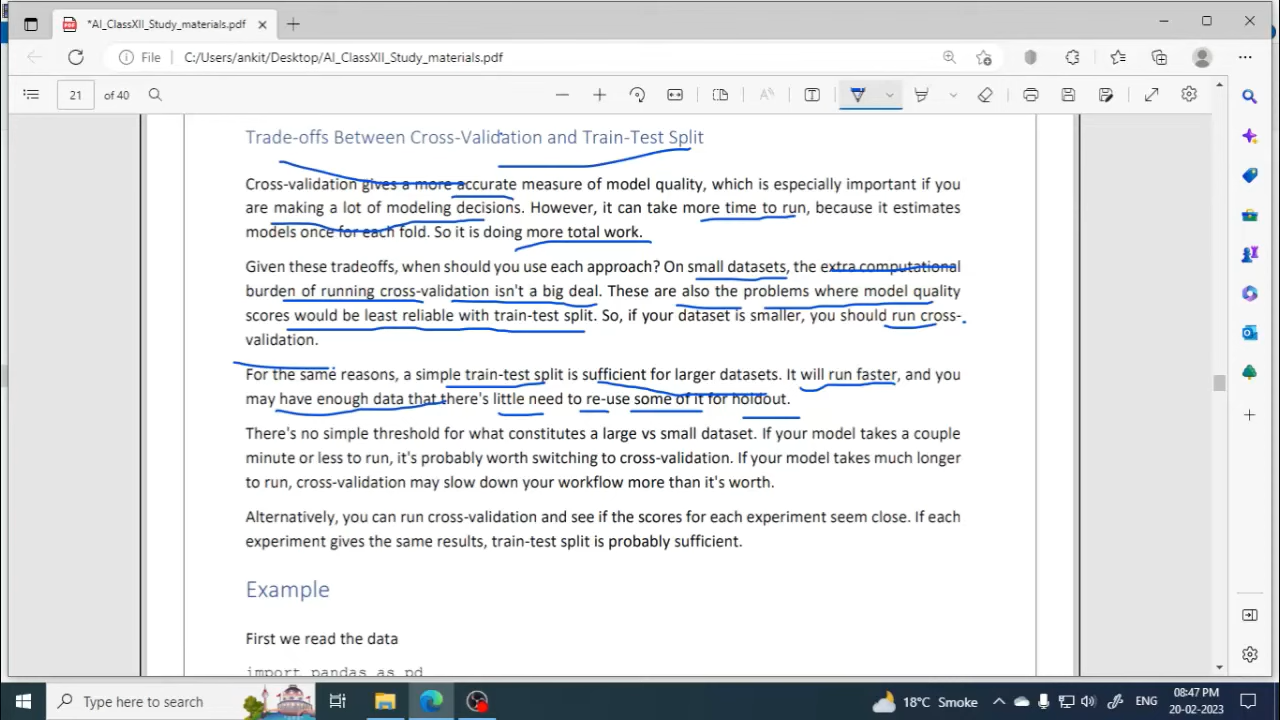 *AI_ClassXII_Study_materials.pdf
File C:/Users/ankit/Desktop/AI_ClassXII_Study_materials.pdf
21 of 40
Trade-offs Between Cross-Validation and Train-Test Split
Cross-validation gives a more accurate measure of model quality, which is especially important if you
are making a lot of modeling decisions. However, it can take more time to run, because it estimates
models once for each fold. So it is doing more total work.
Given these tradeoffs, when should you use each approach? On small datasets, the extra computational
burden of running cross-validation isn't a big deal. These are also the problems where model quality
scores would be least reliable with train-test split. So, if your dataset is smaller, you should run cross-
validation.
For the same reasons, a simple train-test split is sufficient for larger datasets. It will run faster, and you
may have enough data that there's little need to re-use some of it for holdout.
There's no simple threshold for what constitutes a large vs small dataset. If your model takes a couple
minute or less to run, it's probably worth switching to cross-validation. If your model takes much longer
to run, cross-validation may slow down your workflow more than it's worth.
Alternatively, you can run cross-validation and see if the scores for each experiment seem close. If each
experiment gives the same results, train-test split is probably sufficient.
Example
First we read the data
import pandas as pd
Type here to search
18°C Smoke
ENG
08:47 PM
20-02-2023